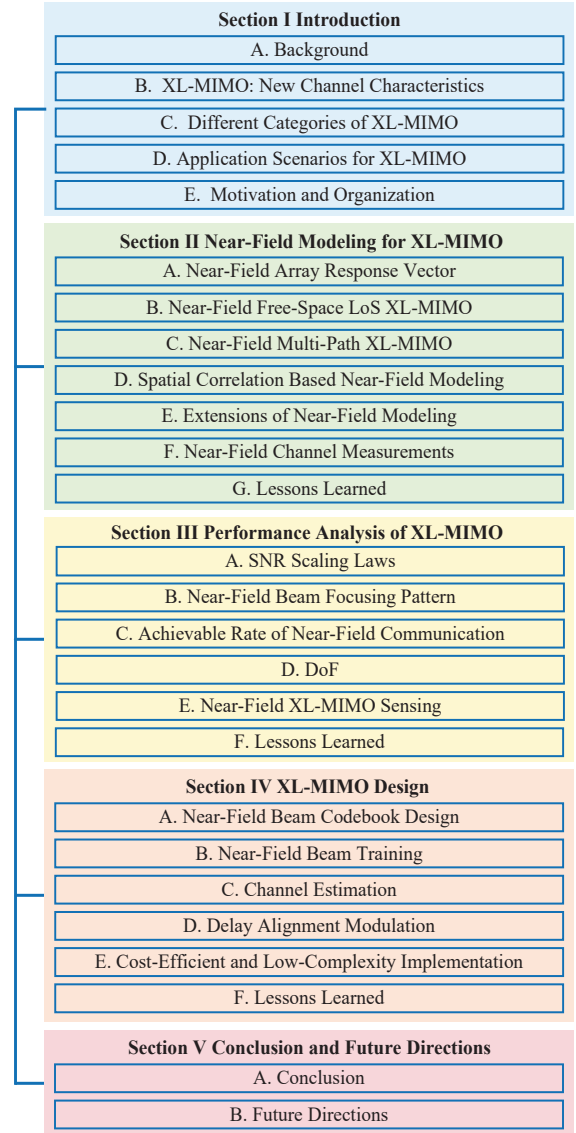 Section I Introduction
A. Background
B. XL-MIMO: New Channel Characteristics
C. Different Categories of XL-MIMO
D. Application Scenarios for XL-MIMO
E. Motivation and Organization
Section II Near-Field Modeling for XL-MIMO
A. Near-Field Array Response Vector
B. Near-Field Free-Space LoS XL-MIMO
C. Near-Field Multi-Path XL-MIMO
D. Spatial Correlation Based Near-Field Modeling
E. Extensions of Near-Field Modeling
F. Near-Field Channel Measurements
G. Lessons Learned
Section III Performance Analysis of XL-MIMO
A. SNR Scaling Laws
B. Near-Field Beam Focusing Pattern
C. Achievable Rate of Near-Field Communication
D. DoF
E. Near-Field XL-MIMO Sensing
F. Lessons Learned
Section IV XL-MIMO Design
A. Near-Field Beam Codebook Design
B. Near-Field Beam Training
C. Channel Estimation
D. Delay Alignment Modulation
E. Cost-Efficient and Low-Complexity Implementation
F. Lessons Learned
Section V Conclusion and Future Directions
A. Conclusion
B. Future Directions